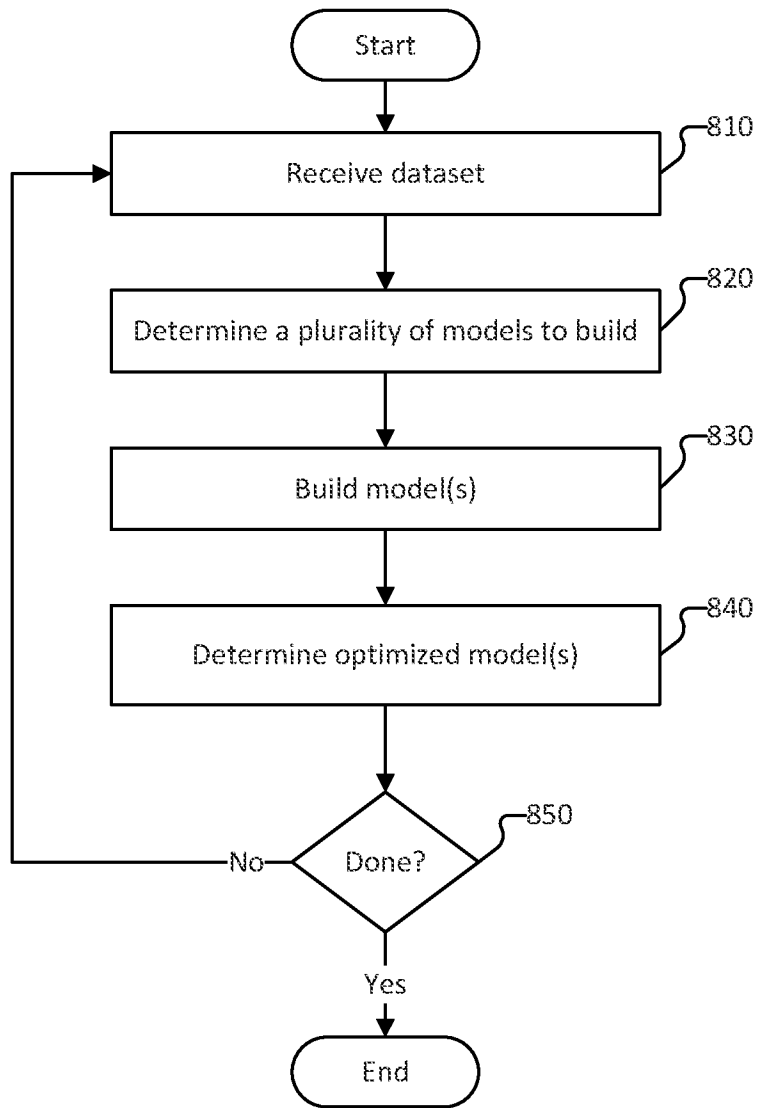 Start
810
Receive dataset
820
Determine a plurality of models to build
830
Build model(s)
840
Determine optimized model(s)
850
Done?
No
Yes
End